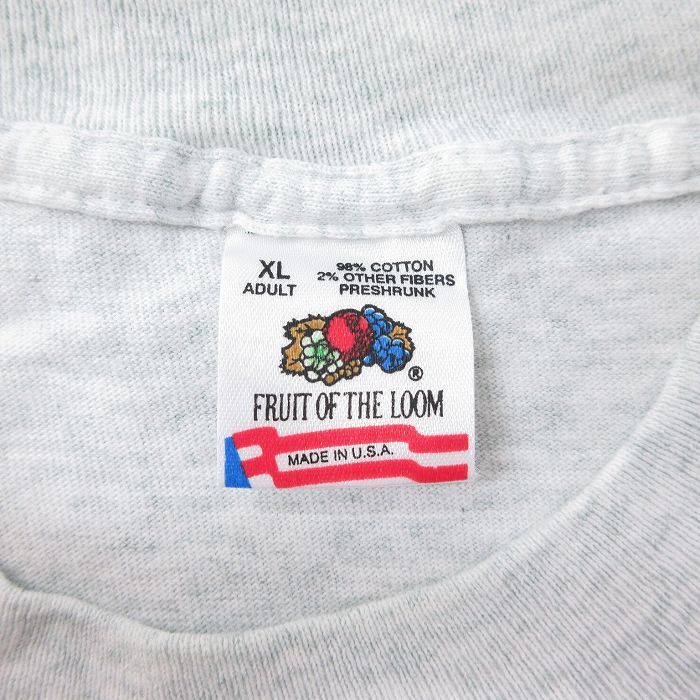 XL
ADULT
98% COTTON
2% OTHER FIBERS
PRESHRUNK
®
FRUIT OF THE LOOM
MADE IN U.S.A.